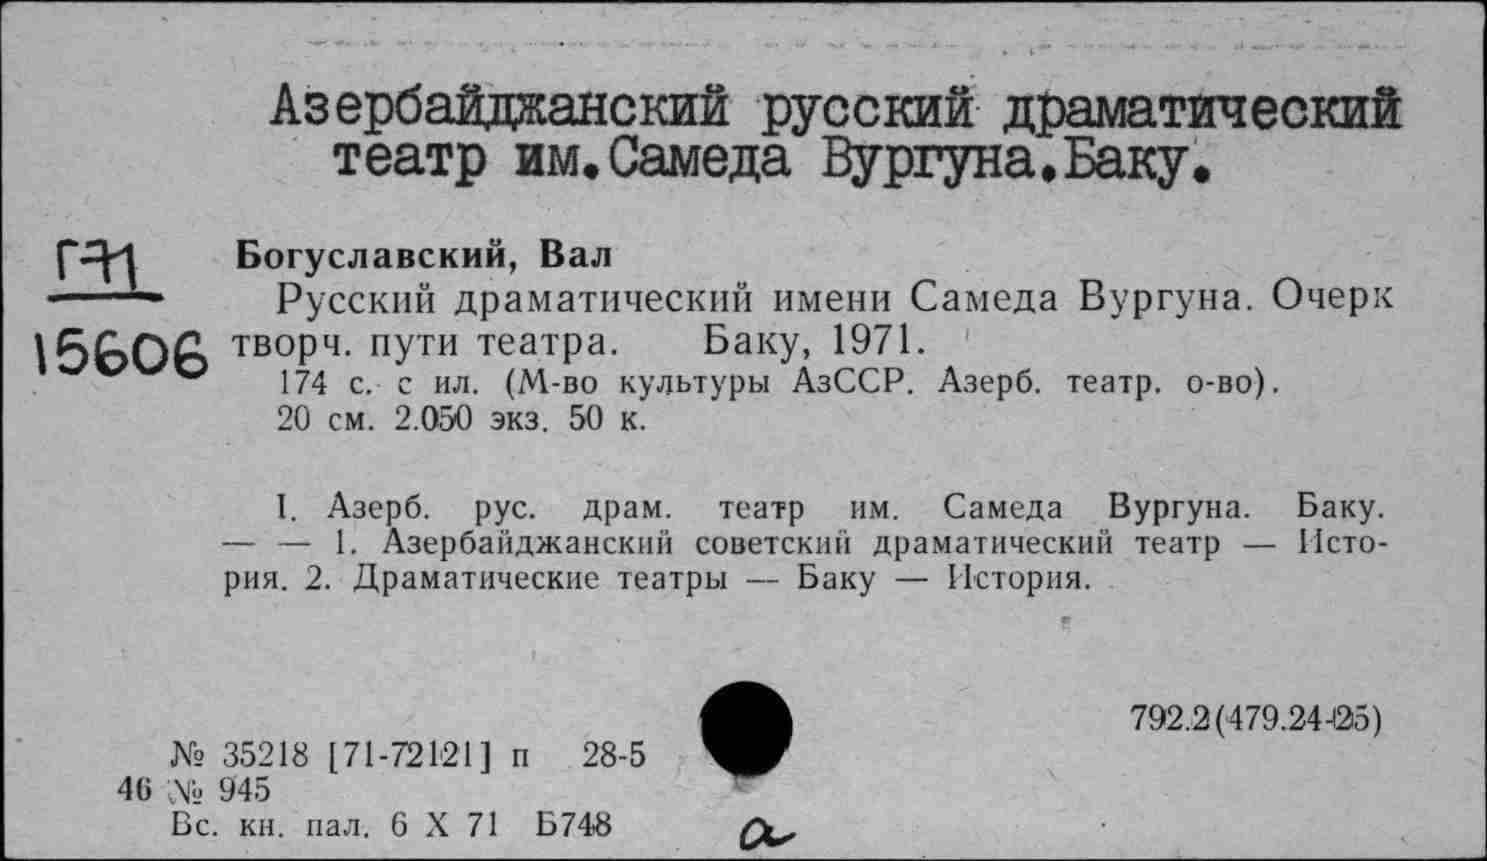 Азербайджанский русский драматический
театр им.Самеда Вургуна.Баку.
Г71
15606
Богуславский, Вал
Русский драматический имени Самеда Вургуна. Очерк
творч. пути театра. Баку, 1971.
174 с. с ил. (М-во культуры АзССР. Азерб. театр. о-во).
20 см. 2.050 экз. 50 к.
I. Азерб. рус. драм. театр им. Самеда Вургуна. Баку.
— — 1. Азербайджанский советский драматический театр — Исто-
рия. 2. Драматические театры — Баку — История.
792.2(479.24-25)
№ 35218 [71-72121] п 28-5
46 № 945
Вс. кн. пал. 6 X 71 Б748